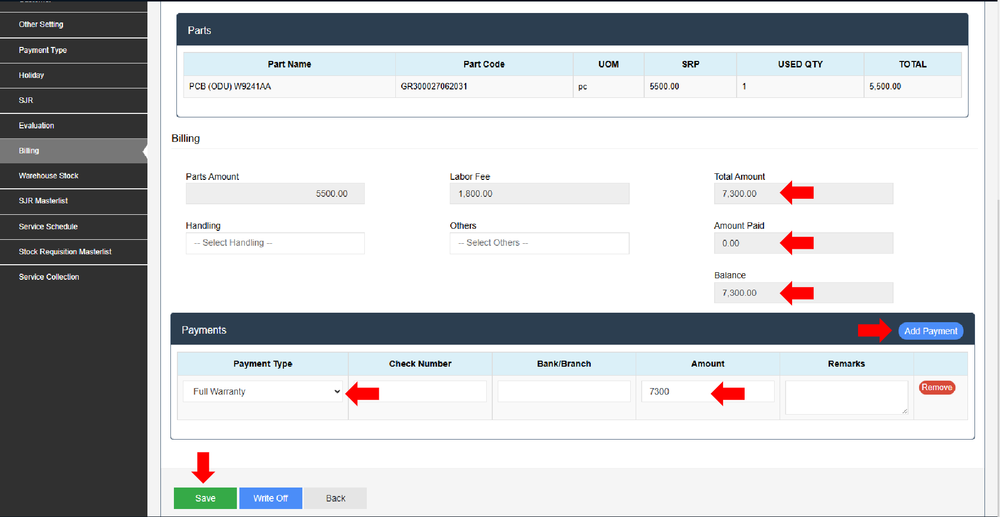 Other Setting
Payment Type
Holiday
SJR
Evaluation
Billing
Warehouse Stock
SJR Masterlist
Service Schedule
Stock Requisition Masterlist
Service Collection
Parts
Part Name Part Code UOM SRP USED QTY TOTAL
PCB (ODU) W9241AA GR300027062031 pc 5500.00 1 5,500.00
Billing
Parts Amount Labor Fee Total Amount
5500.00 1,800.00 7,300.00
Handling Others Amount Paid
-- Select Handling -- -- Select Others -- 0.00
Balance
7,300.00
Payments Add Payment
Payment Type Check Number Bank/Branch Amount Remarks
Full Warranty 7300 Remove
Save Write Off Back